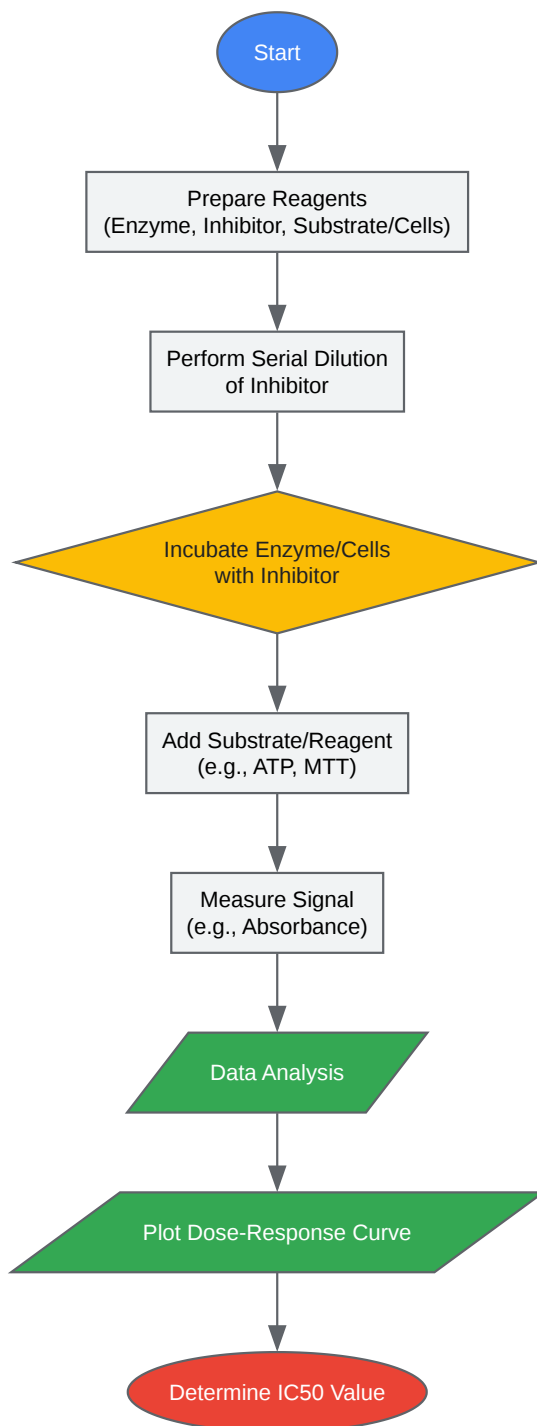 Start
Prepare Reagents
(Enzyme, Inhibitor, Substrate/Cells)
Perform Serial Dilution
of Inhibitor
Incubate Enzyme/Cells
with Inhibitor
Add Substrate/Reagent
(e.g., ATP, MTT)
Measure Signal
(e.g., Absorbance)
Data Analysis
Plot Dose-Response Curve
Determine IC50 Value